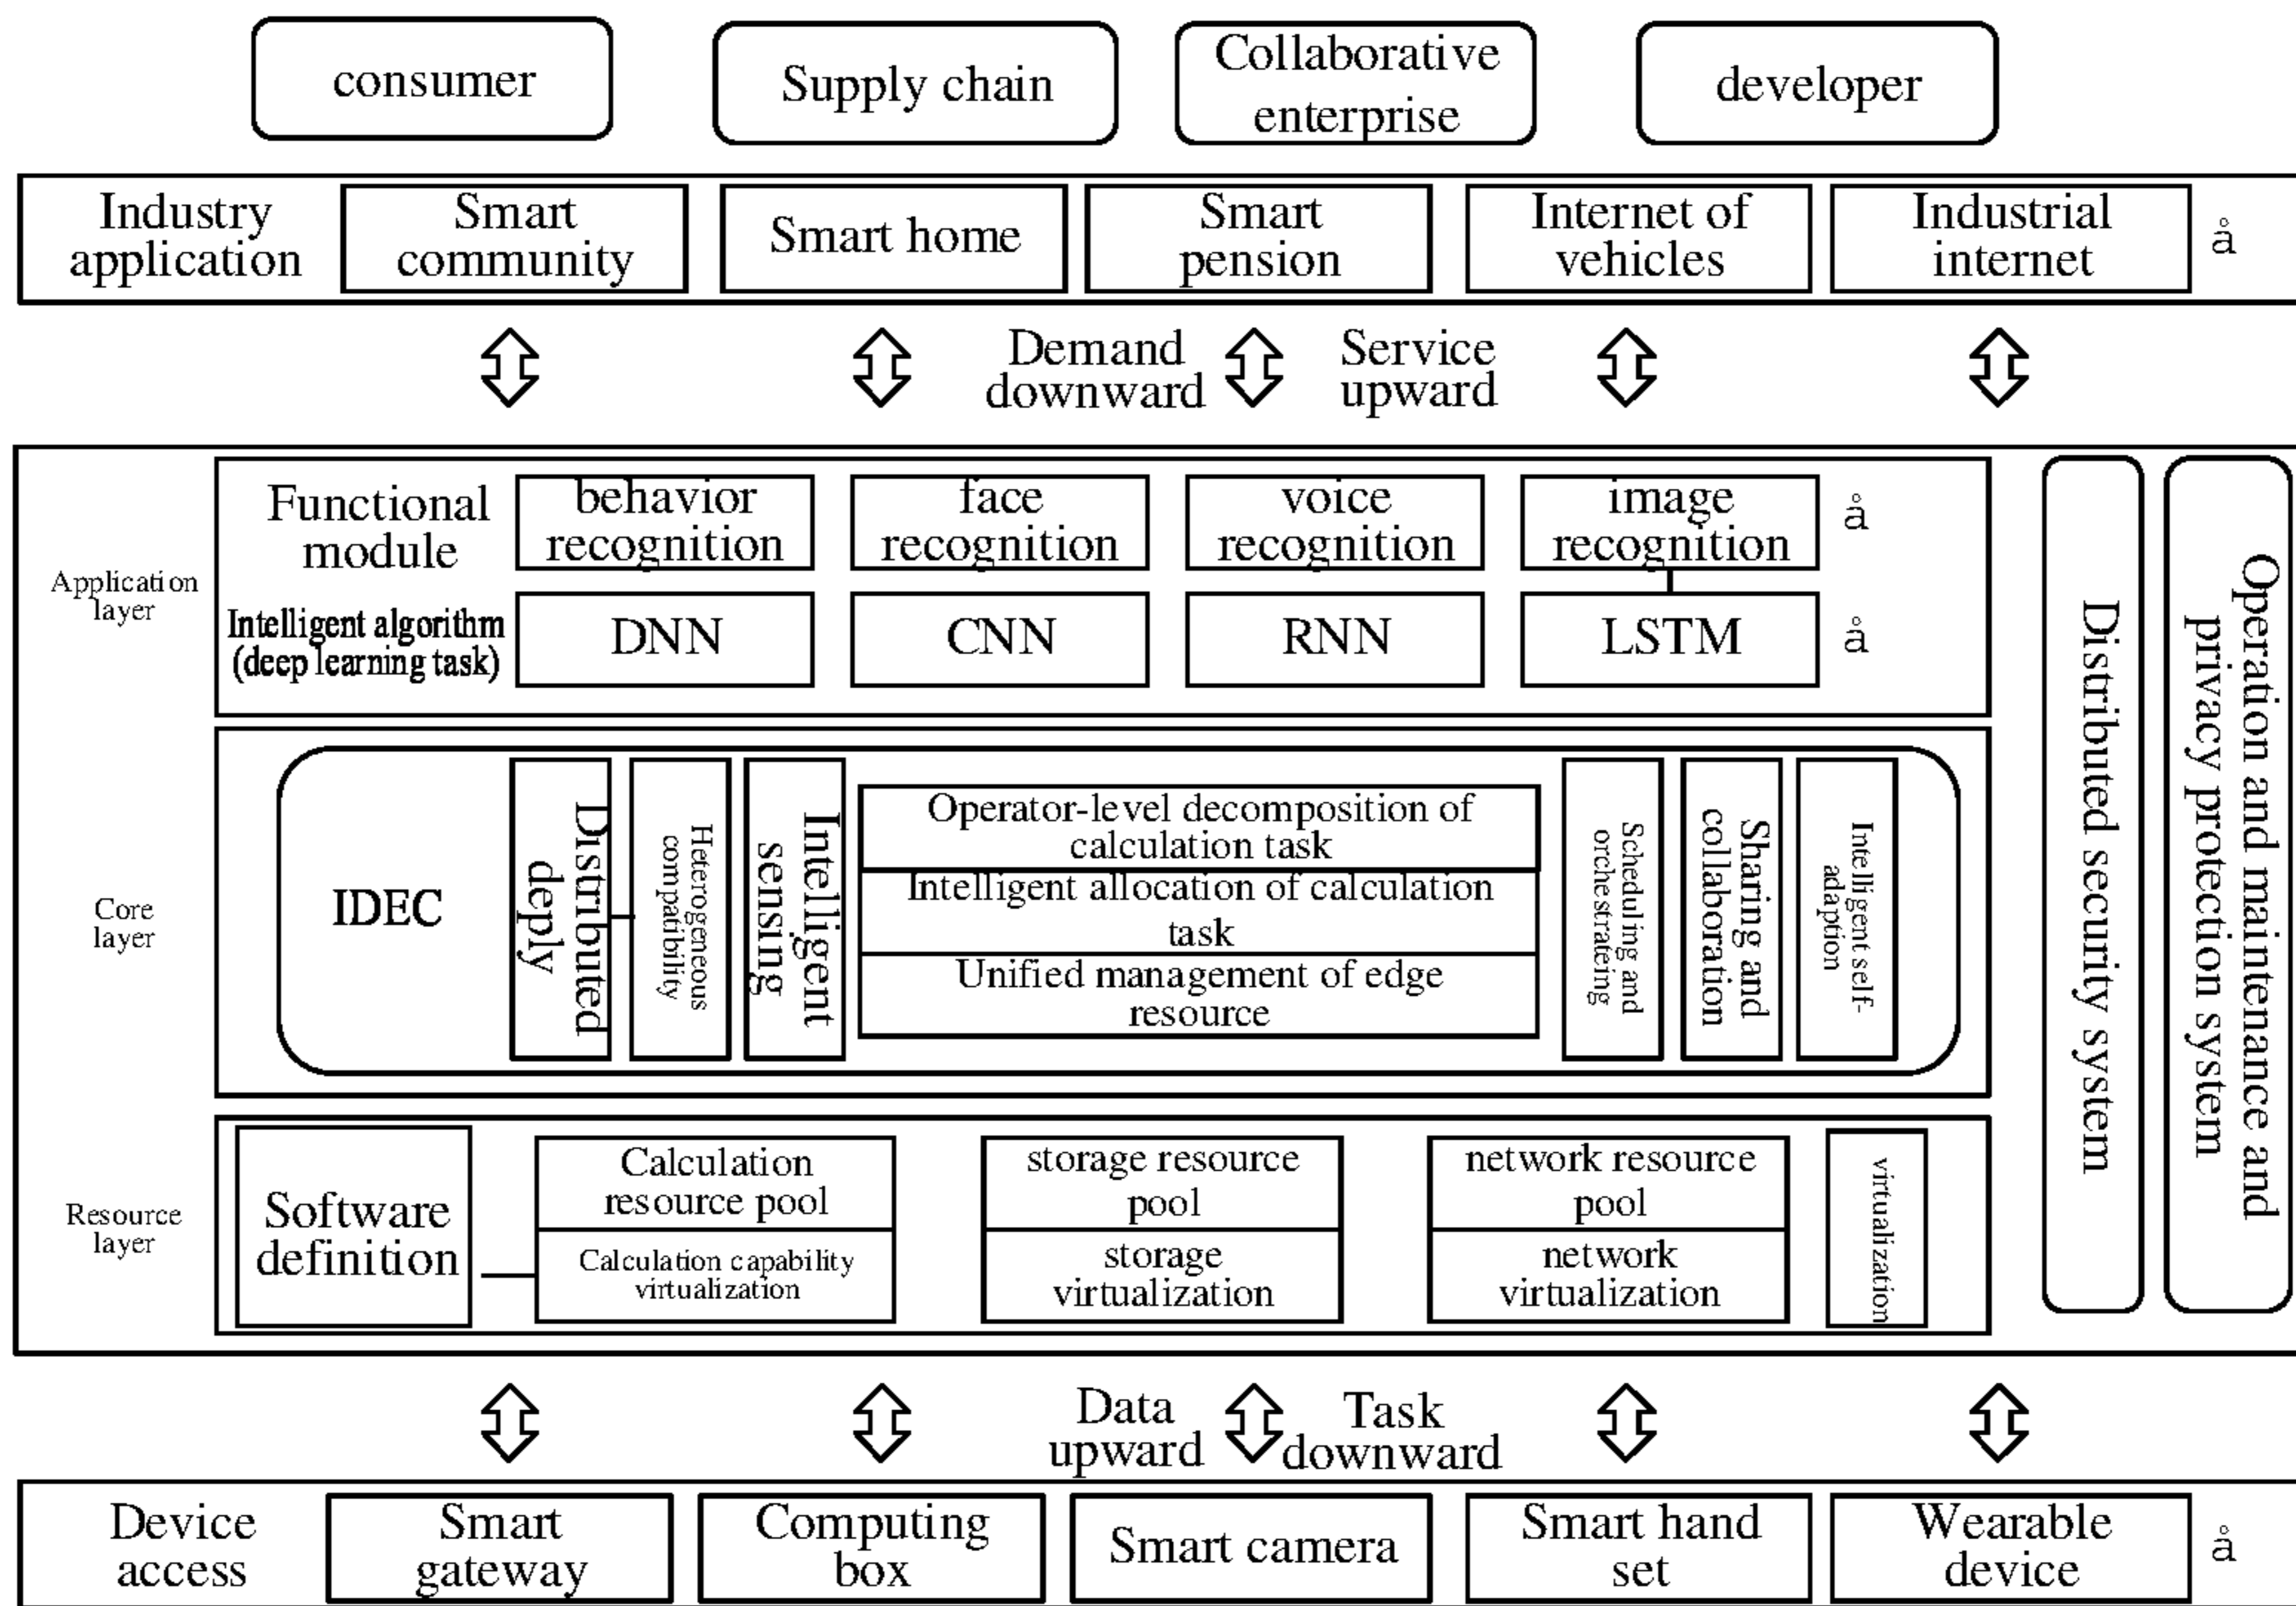 consumer
Supply chain
Collaborative
enterprise
developer
Industry
application
Smart
community
Smart home
Smart
pension
Internet of
vehicles
Industrial
internet
å
Demand
downward
Service
upward
Application
layer
Functional
module
behavior
recognition
face
recognition
voice
recognition
image
recognition
å
Intelligent algorithm
(deep learning task)
DNN
CNN
RNN
LSTM
å
Core
layer
IDEC
Distributed
deply
Heterogeneous
compatibility
Intelligent
sensing
Operator-level decomposition of
calculation task
Intelligent allocation of calculation
task
Unified management of edge
resource
Scheduling and
orchestrateing
Sharing and
collaboration
Intelligent self-
adaption
Resource
layer
Software
definition
Calculation
resource pool
Calculation capability
virtualization
storage resource
pool
storage
virtualization
network resource
pool
network
virtualization
virtualization
Distributed security system
Operation and maintenance and
privacy protection system
Data
upward
Task
downward
Device
access
Smart
gateway
Computing
box
Smart camera
Smart hand
set
Wearable
device
å